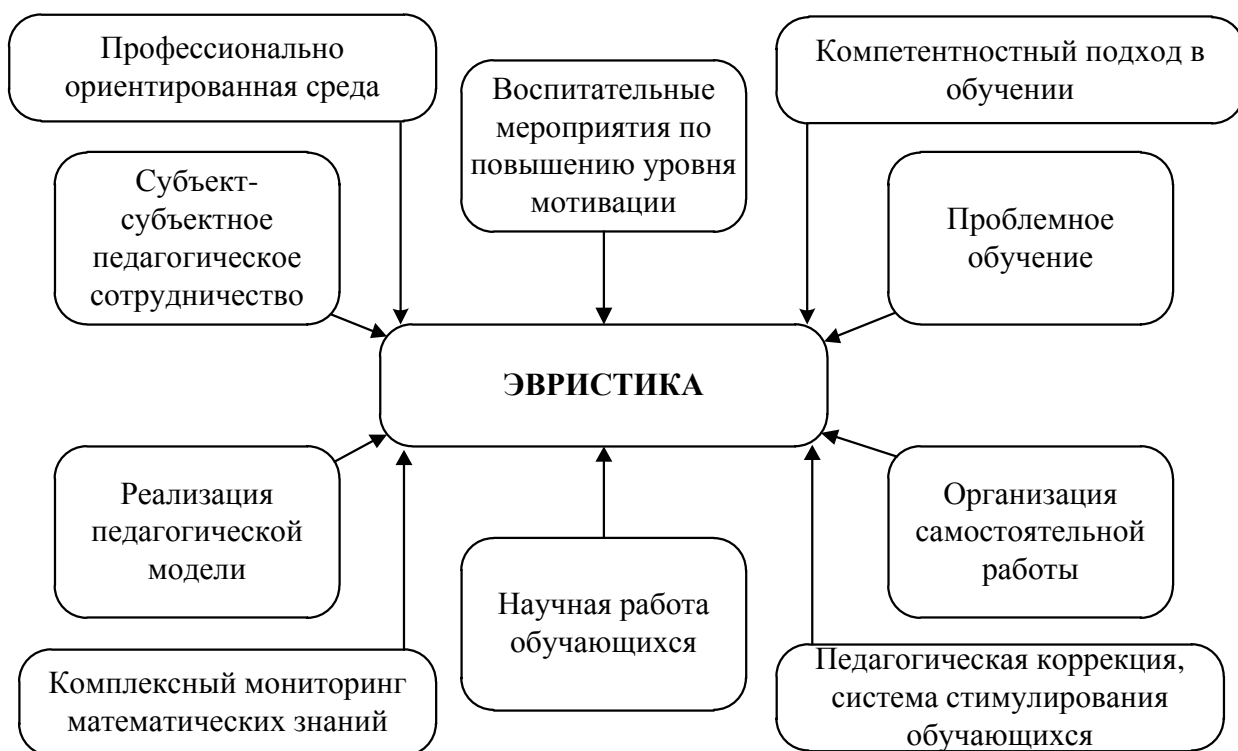 Профессионально
ориентированная среда
Воспитательные
мероприятия по
повышению уровня
мотивации
Компетентностный подход в
обучении
Субъект-
субъектное
педагогическое
сотрудничество
Проблемное
обучение
ЭВРИСТИКА
Реализация
педагогической
модели
Научная работа
обучающихся
Организация
самостоятельной
работы
Комплексный мониторинг
математических знаний
Педагогическая коррекция,
система стимулирования
обучающихся